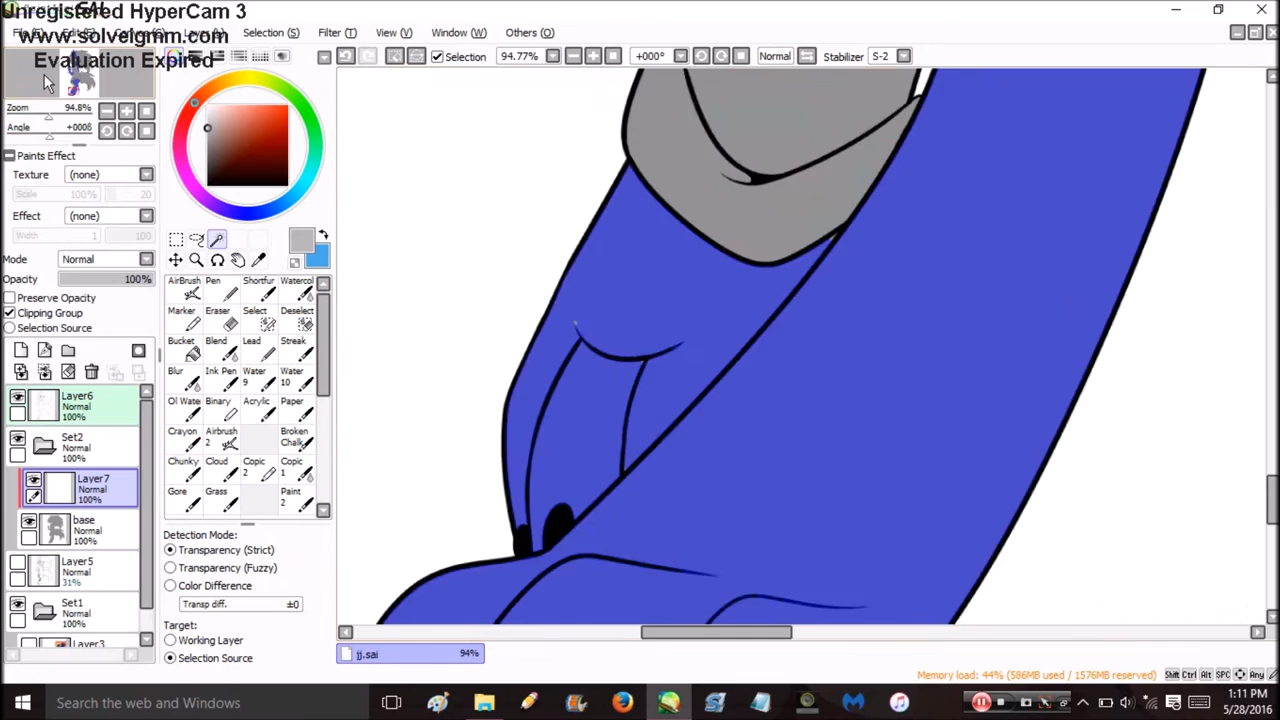 Unregistered HyperCam 3
www.solveigmm.com
Evaluation Expired
Selection (S)
Filter (T)
View (V)
Window (W)
Others (O)
Selection
94.77%
+000°
Normal
Stabilizer
S-2
Zoom
94.8%
Angle
Paints Effect
Texture
(none)
Scale
100%
20
Effect
(none)
Width
1
100
Mode
Normal
Opacity
100%
Preserve Opacity
Clipping Group
Selection Source
Layer6
Normal
100%
Set2
Normal
100%
Layer7
Normal
100%
base
Normal
100%
Layer5
Normal
31%
Set1
Normal
100%
Layer3
AirBrush
Pen
Shortfur
Watercol
Marker
Eraser
Select
Deselect
Bucket
Blend
Lead
Streak
Blur
Ink Pen
Water 9
Water 10
Ol Wate
Binary
Acrylic
Paper
Crayon
Airbrush 2
Broken Chalk
Chunky
Cloud
Copic 2
Copic 1
Gore
Grass
Paint 2
Detection Mode:
Transparency (Strict)
Transparency (Fuzzy)
Color Difference
Transp diff.
±0
Target:
Working Layer
Selection Source
jj.sai
94%
Memory load: 44% (586MB used / 1576MB reserved)
Shift
Ctrl
Alt
SPC
Any
Search the web and Windows
1:11 PM
5/28/2016